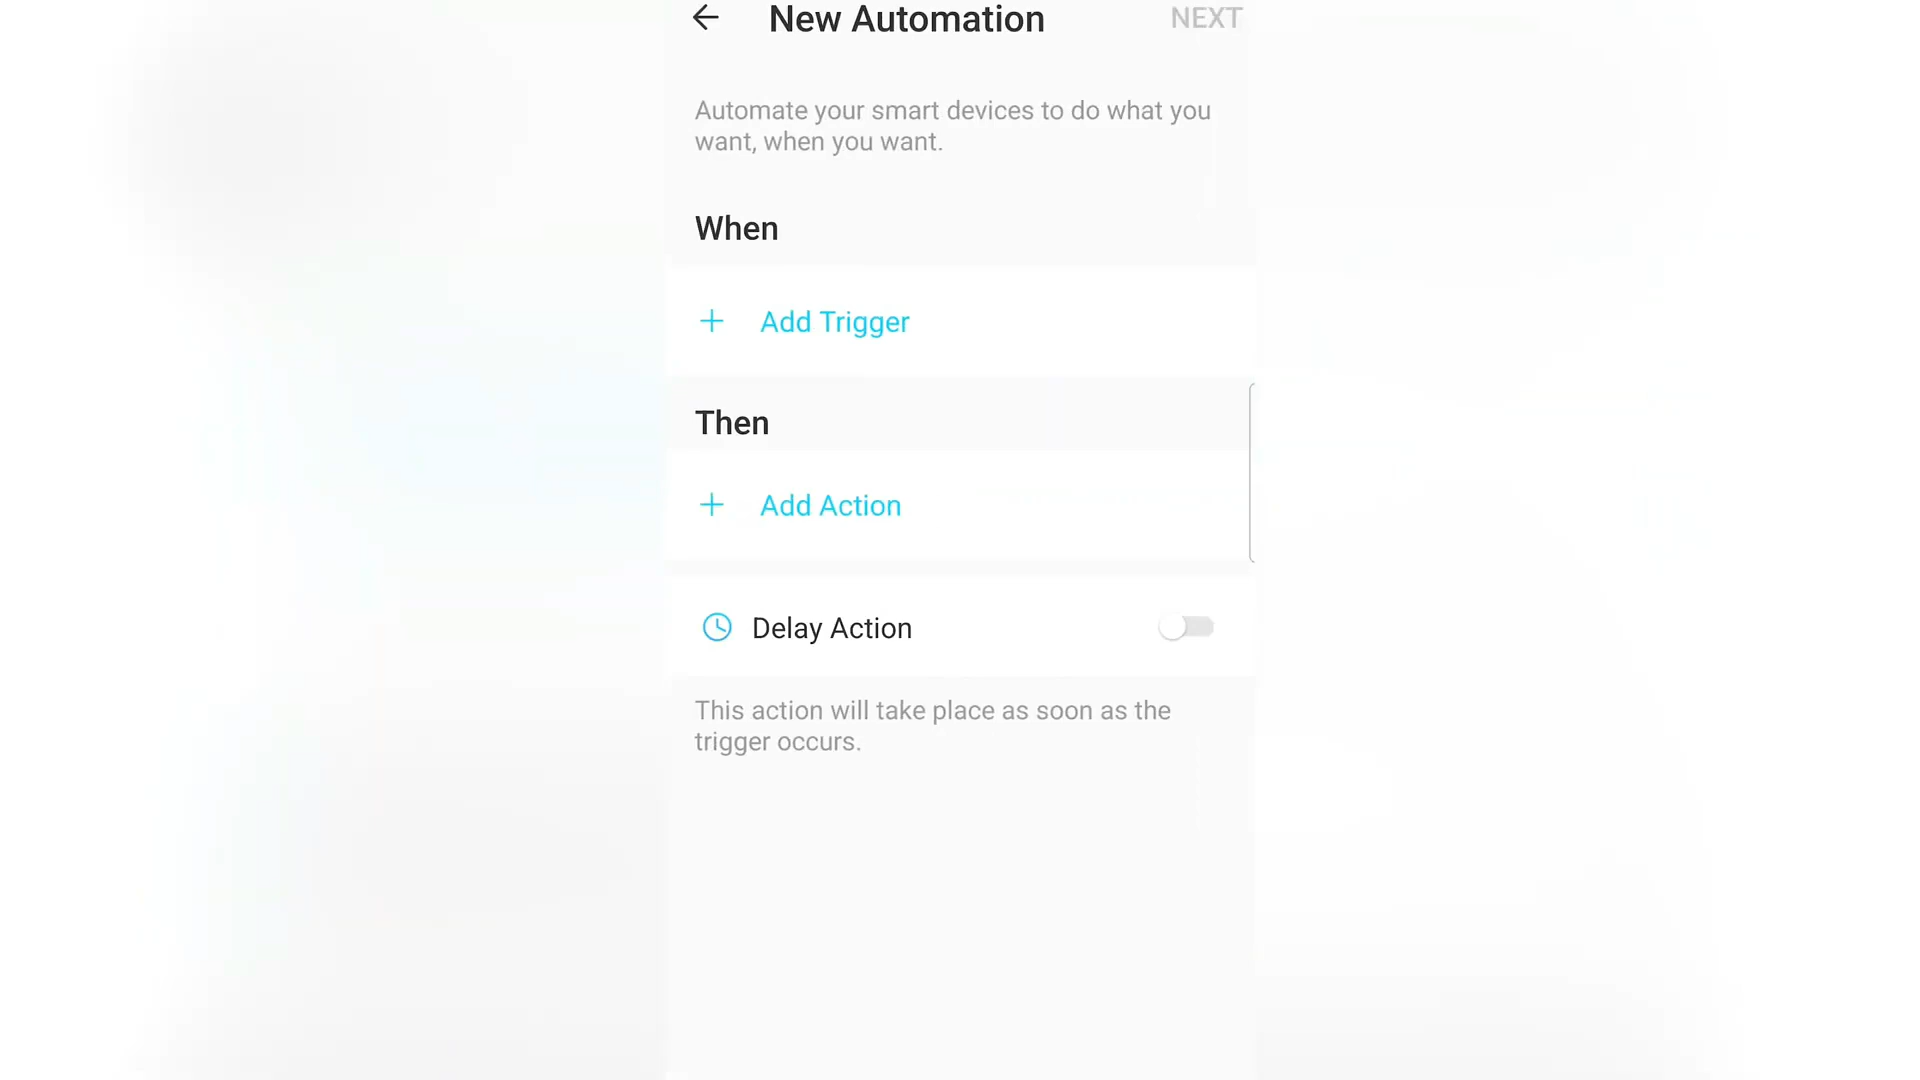 New Automation
NEXT
Automate your smart devices to do what you
want, when you want.
When
Add Trigger
Then
Add Action
Delay Action
This action will take place as soon as the
trigger occurs.